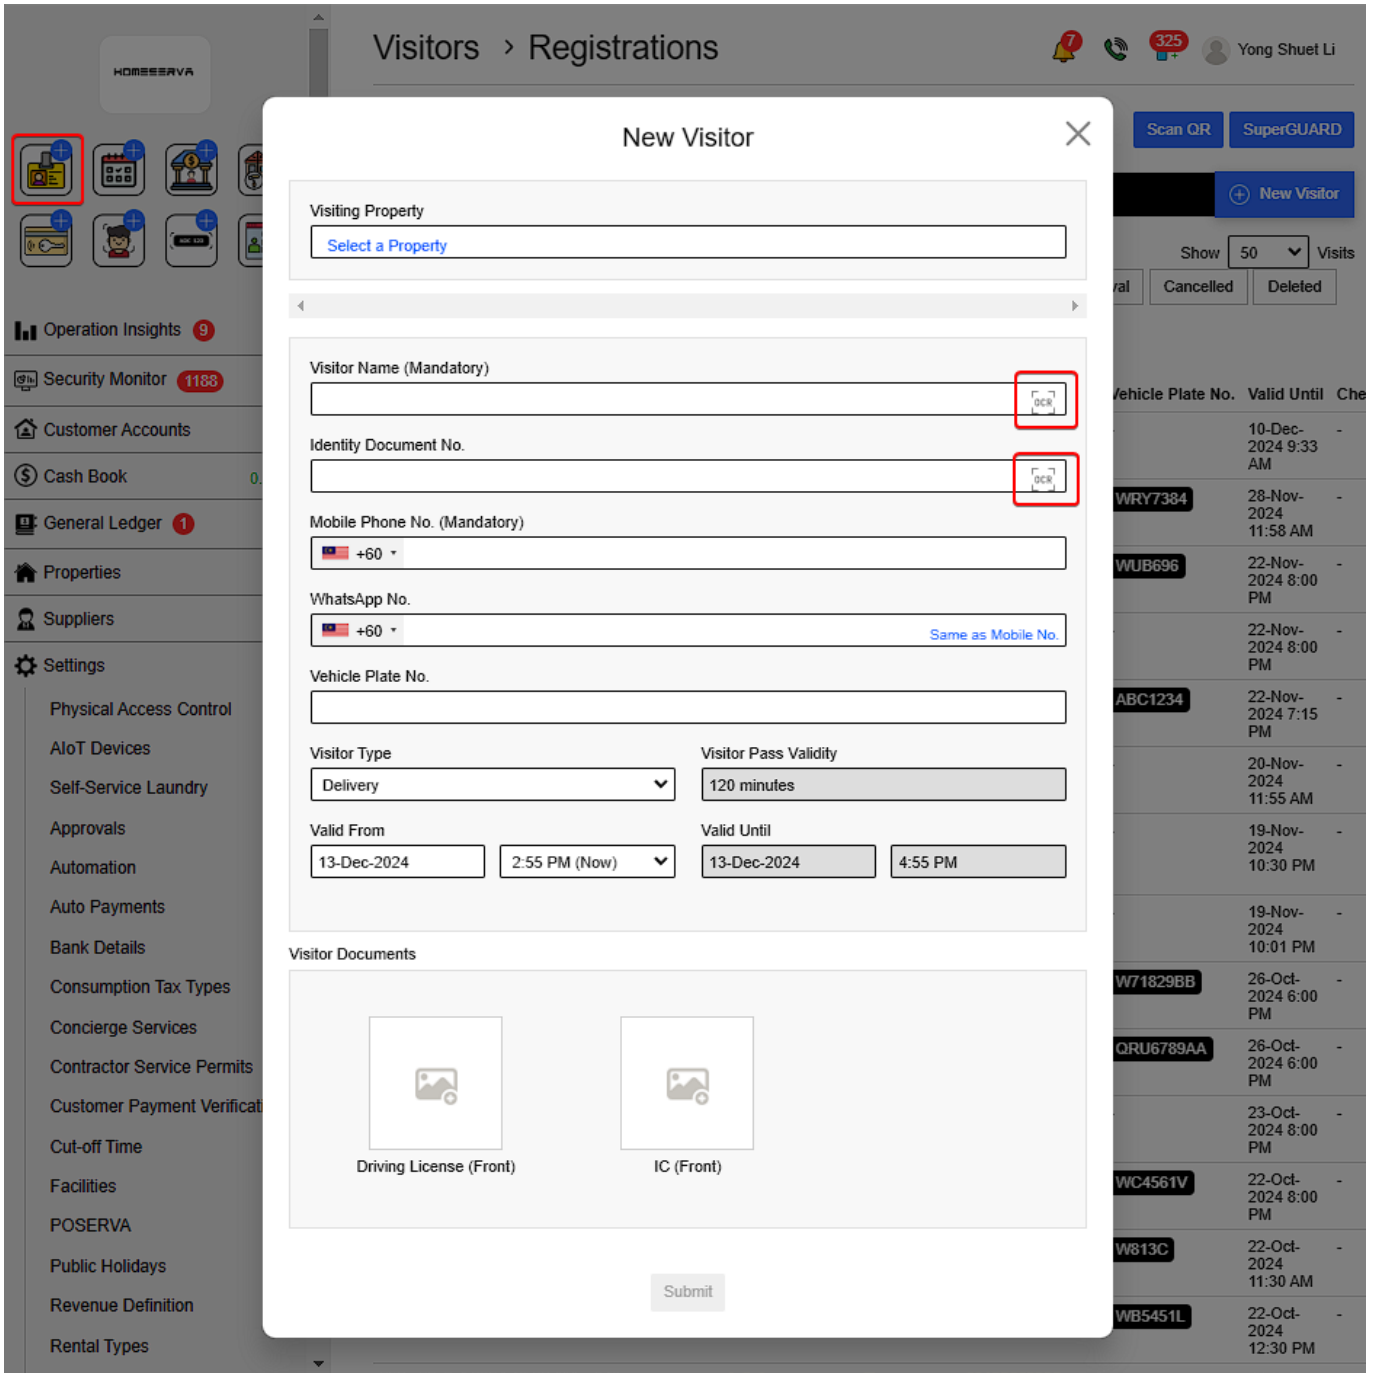 HOMESERVA
Visitors > Registrations
7
325
Yong Shuet Li
Scan QR
SuperGUARD
New Visitor
Show 50 Visits
val
Cancelled
Deleted
Operation Insights 9
Security Monitor 1188
Customer Accounts
Cash Book 0.
General Ledger 1
Properties
Suppliers
Settings
Physical Access Control
AIoT Devices
Self-Service Laundry
Approvals
Automation
Auto Payments
Bank Details
Consumption Tax Types
Concierge Services
Contractor Service Permits
Customer Payment Verificati
Cut-off Time
Facilities
POSERVA
Public Holidays
Revenue Definition
Rental Types
New Visitor
Visiting Property
Select a Property
Visitor Name (Mandatory)
OCR
Identity Document No.
OCR
Mobile Phone No. (Mandatory)
+60
WhatsApp No.
+60
Same as Mobile No.
Vehicle Plate No.
Visitor Type
Visitor Pass Validity
Delivery
120 minutes
Valid From
Valid Until
13-Dec-2024
2:55 PM (Now)
13-Dec-2024
4:55 PM
Visitor Documents
Driving License (Front)
IC (Front)
Submit
Vehicle Plate No. Valid Until Che
10-Dec- -
2024 9:33
AM
WRY7384 28-Nov- -
2024
11:58 AM
WUB696 22-Nov- -
2024 8:00
PM
22-Nov- -
2024 8:00
PM
ABC1234 22-Nov- -
2024 7:15
PM
20-Nov- -
2024
11:55 AM
19-Nov- -
2024
10:30 PM
19-Nov- -
2024
10:01 PM
W71829BB 26-Oct- -
2024 6:00
PM
QRU6789AA 26-Oct- -
2024 6:00
PM
23-Oct- -
2024 8:00
PM
WC4561V 22-Oct- -
2024 8:00
PM
W813C 22-Oct- -
2024
11:30 AM
WB5451L 22-Oct- -
2024
12:30 PM